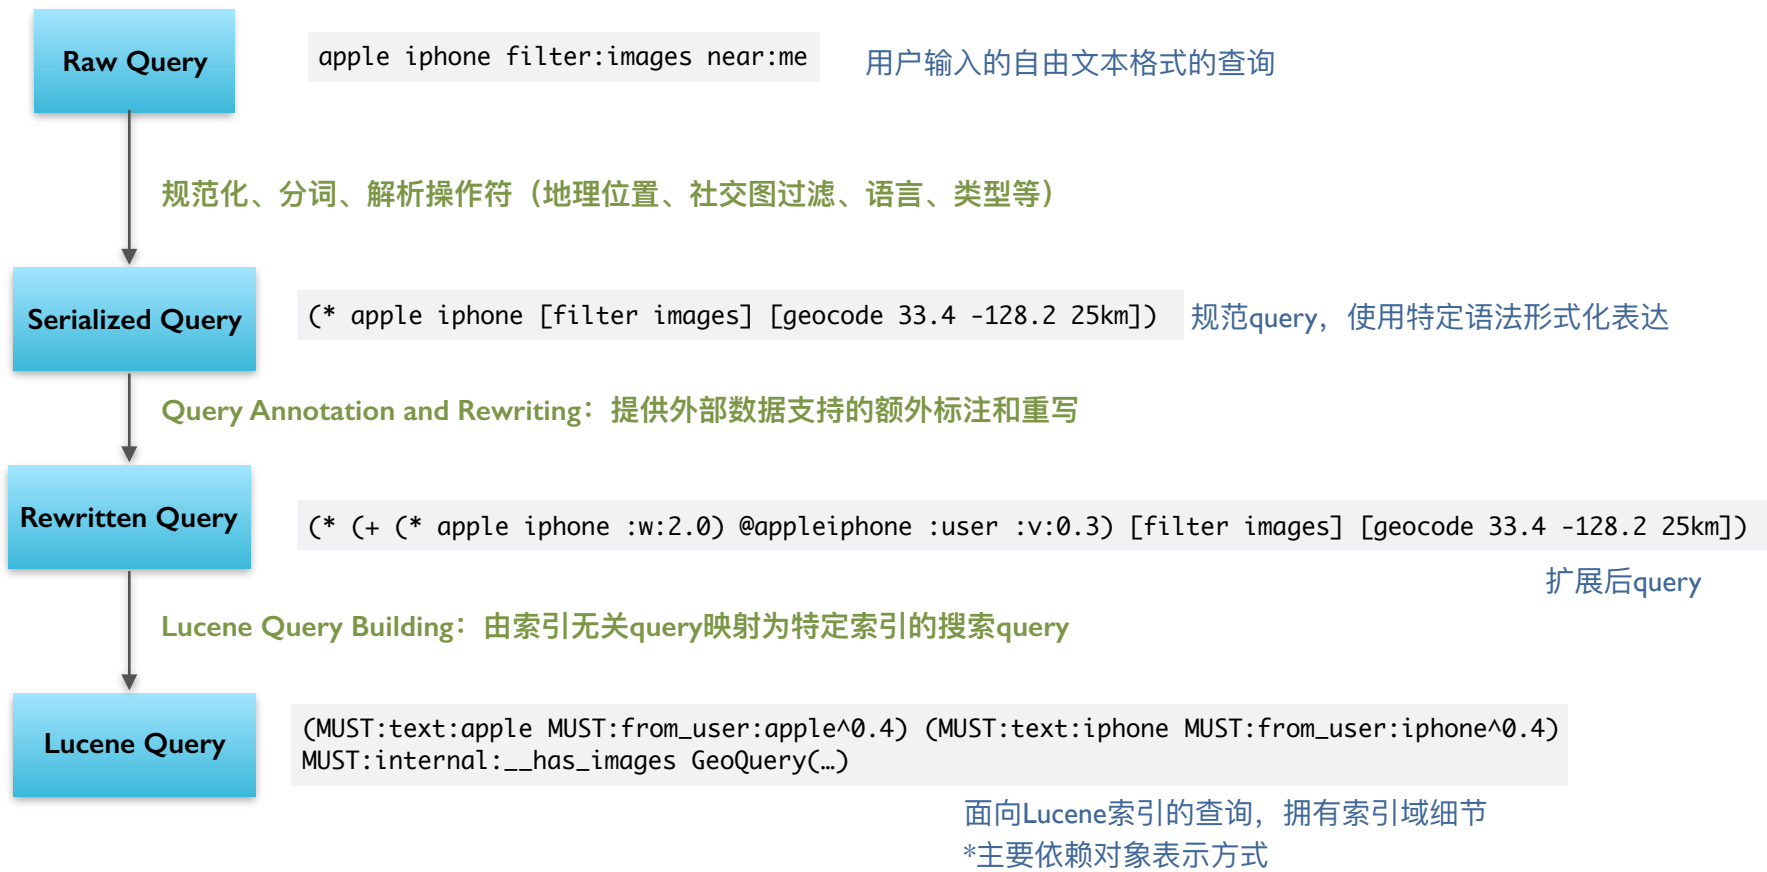 Raw Query
apple iphone filter:images near:me
用户输入的自由文本格式的查询
规范化、分词、解析操作符（地理位置、社交图过滤、语言、类型等）
Serialized Query
(* apple iphone [filter images] [geocode 33.4 -128.2 25km])
规范query，使用特定语法形式化表达
Query Annotation and Rewriting：提供外部数据支持的额外标注和重写
Rewritten Query
(* (+ (* apple iphone :w:2.0) @appleiphone :user :v:0.3) [filter images] [geocode 33.4 -128.2 25km])
扩展后query
Lucene Query Building：由索引无关query映射为特定索引的搜索query
Lucene Query
(MUST:text:apple MUST:from_user:apple^0.4) (MUST:text:iphone MUST:from_user:iphone^0.4)
MUST:internal:__has_images GeoQuery(…)
面向Lucene索引的查询，拥有索引域细节
*主要依赖对象表示方式